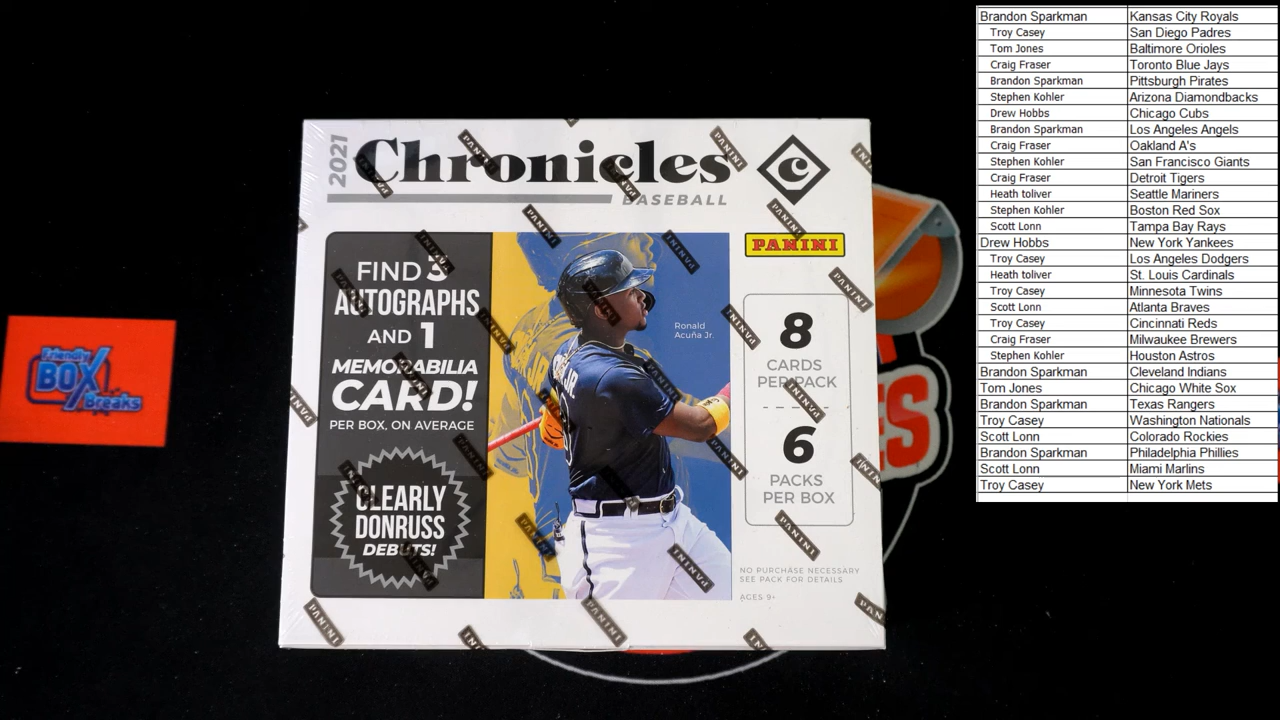 Brandon Sparkman Kansas City Royals
Troy Casey San Diego Padres
Tom Jones Baltimore Orioles
Craig Fraser Toronto Blue Jays
Brandon Sparkman Pittsburgh Pirates
Stephen Kohler Arizona Diamondbacks
Drew Hobbs Chicago Cubs
Brandon Sparkman Los Angeles Angels
Craig Fraser Oakland A's
Stephen Kohler San Francisco Giants
Craig Fraser Detroit Tigers
Heath toliver Seattle Mariners
Stephen Kohler Boston Red Sox
Scott Lonn Tampa Bay Rays
Drew Hobbs New York Yankees
Troy Casey Los Angeles Dodgers
Heath toliver St. Louis Cardinals
Troy Casey Minnesota Twins
Scott Lonn Atlanta Braves
Troy Casey Cincinnati Reds
Craig Fraser Milwaukee Brewers
Stephen Kohler Houston Astros
Brandon Sparkman Cleveland Indians
Tom Jones Chicago White Sox
Brandon Sparkman Texas Rangers
Troy Casey Washington Nationals
Scott Lonn Colorado Rockies
Brandon Sparkman Philadelphia Phillies
Scott Lonn Miami Marlins
Troy Casey New York Mets
2021
Chronicles
BASEBALL
C
PANINI
FIND 3
AUTOGRAPHS
AND 1
MEMORABILIA
CARD!
PER BOX, ON AVERAGE
CLEARLY
DONRUSS
DEBUTS!
Ronald
Acuña Jr.
8
CARDS
PER PACK
6
PACKS
PER BOX
NO PURCHASE NECESSARY
SEE PACK FOR DETAILS
AGES 9+
Friendly
BOX
Breaks